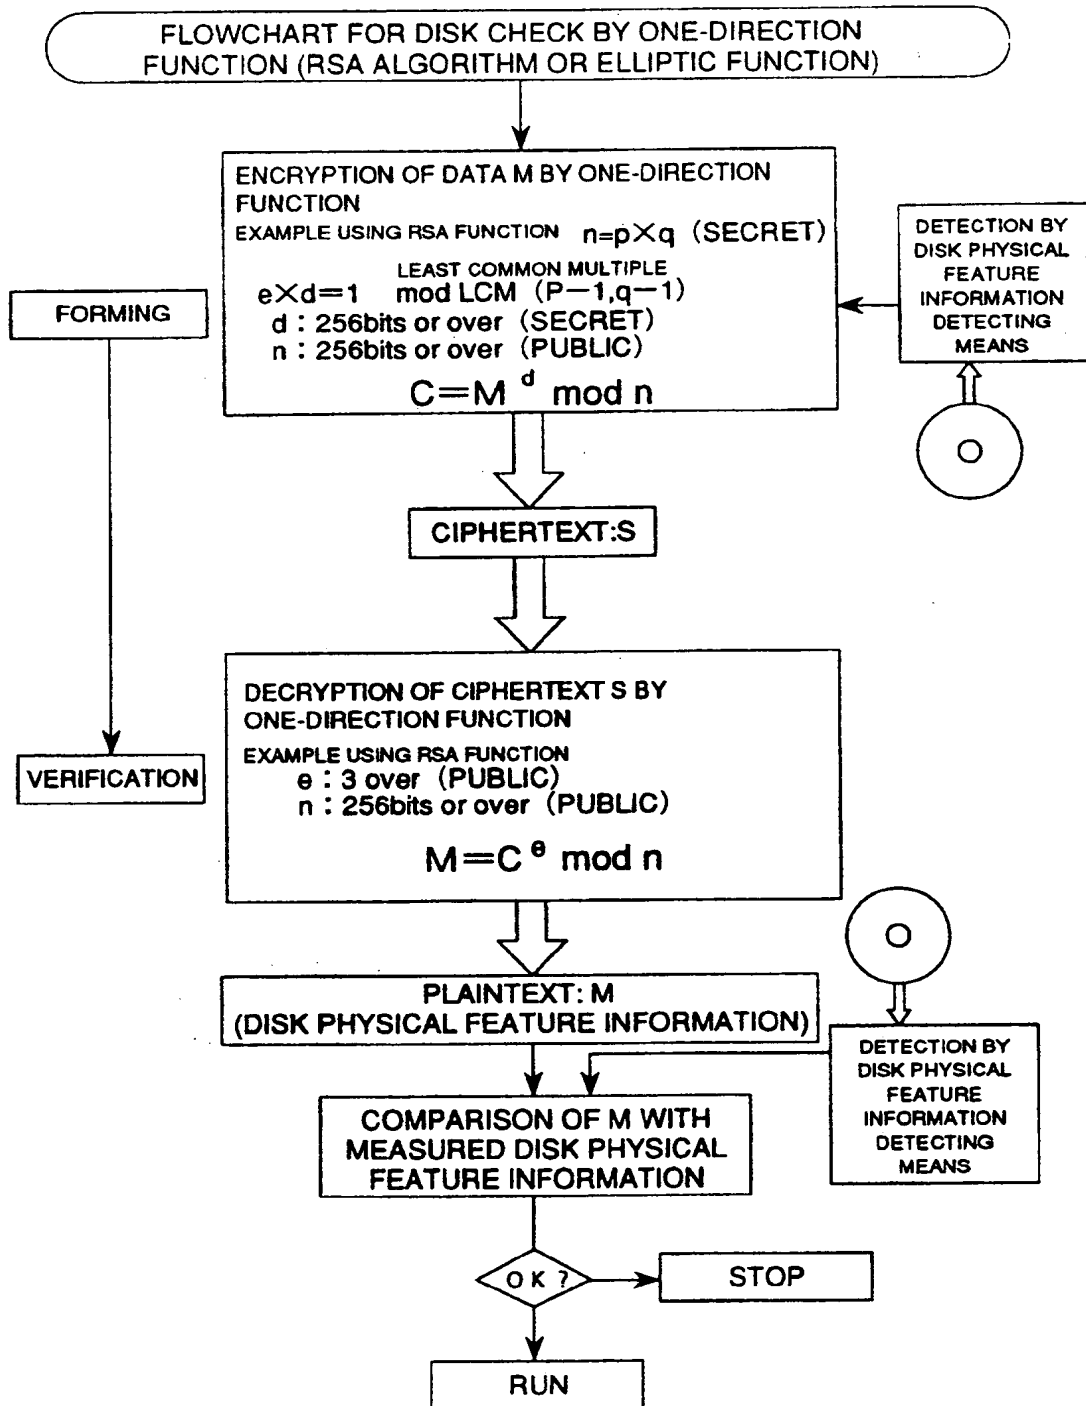 FLOWCHART FOR DISK CHECK BY ONE-DIRECTION
FUNCTION (RSA ALGORITHM OR ELLIPTIC FUNCTION)
ENCRYPTION OF DATA M BY ONE-DIRECTION
FUNCTION
EXAMPLE USING RSA FUNCTION n=p×q (SECRET)
LEAST COMMON MULTIPLE
e×d=1 mod LCM (P−1,q−1)
d : 256bits or over (SECRET)
n : 256bits or over (PUBLIC)
C=M^d mod n
DETECTION BY
DISK PHYSICAL
FEATURE
INFORMATION
DETECTING
MEANS
FORMING
CIPHERTEXT:S
DECRYPTION OF CIPHERTEXT S BY
ONE-DIRECTION FUNCTION
EXAMPLE USING RSA FUNCTION
e : 3 over (PUBLIC)
n : 256bits or over (PUBLIC)
M=C^e mod n
VERIFICATION
PLAINTEXT: M
(DISK PHYSICAL FEATURE INFORMATION)
DETECTION BY
DISK PHYSICAL
FEATURE
INFORMATION
DETECTING
MEANS
COMPARISON OF M WITH
MEASURED DISK PHYSICAL
FEATURE INFORMATION
OK?
STOP
RUN